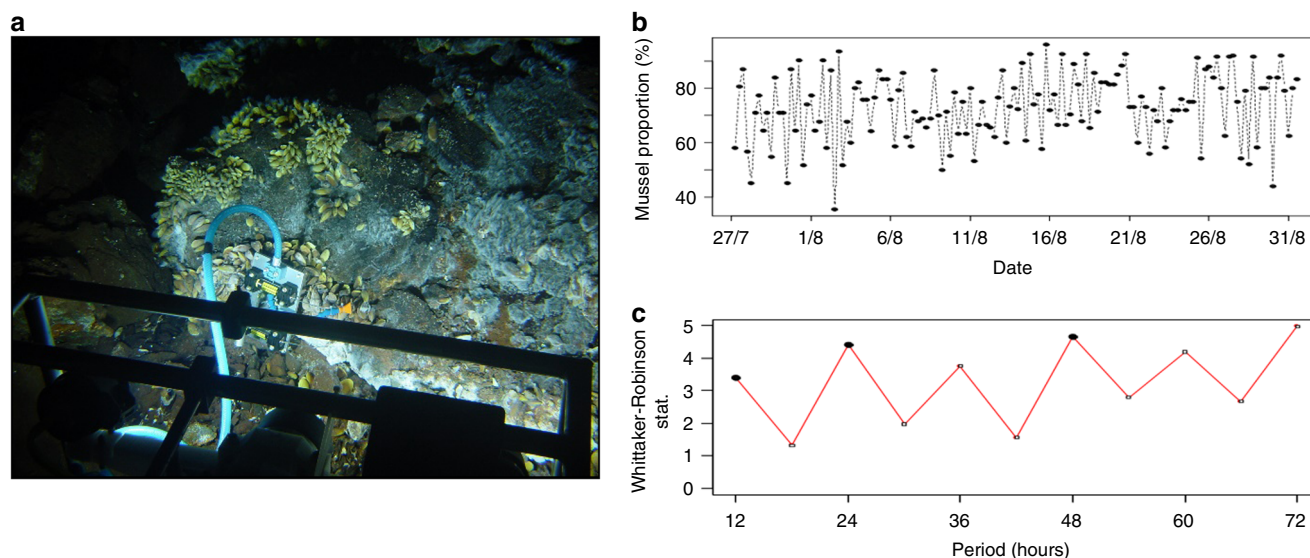 a
b
Mussel proportion (%)
80
60
40
27/7 1/8 6/8 11/8 16/8 21/8 26/8 31/8
Date
c
Whittaker-Robinson
stat.
5
4
3
2
1
0
12 24 36 48 60 72
Period (hours)